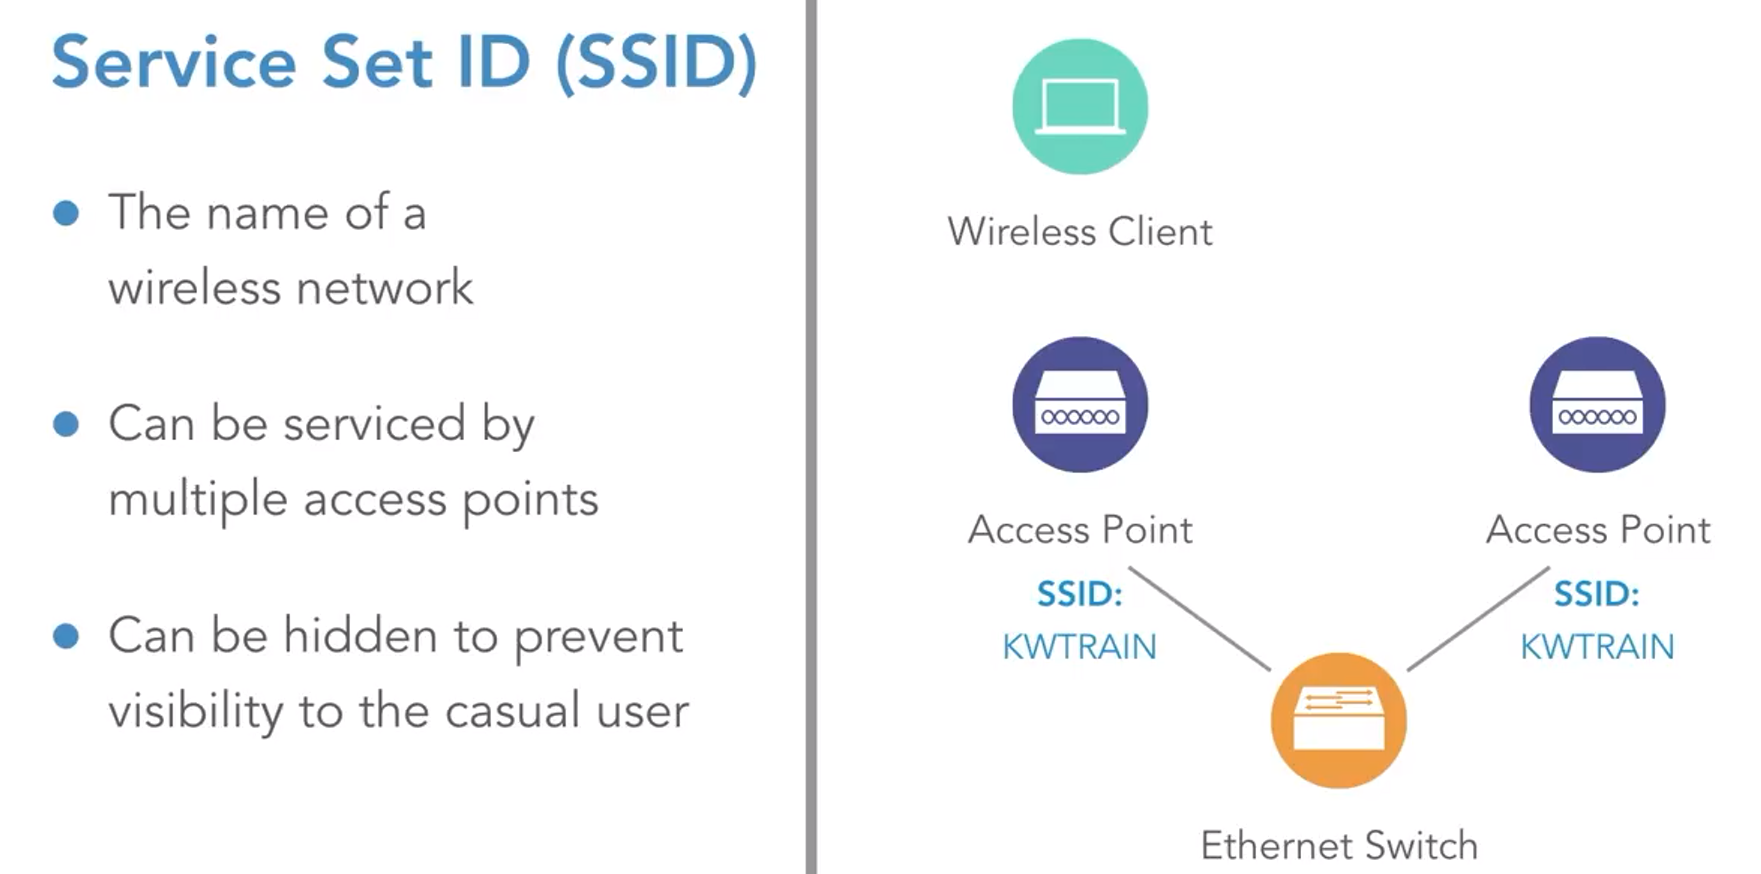 Service Set ID (SSID)
The name of a
wireless network
Can be serviced by
multiple access points
Can be hidden to prevent
visibility to the casual user
Wireless Client
Access Point
SSID:
KWTRAIN
Access Point
SSID:
KWTRAIN
Ethernet Switch